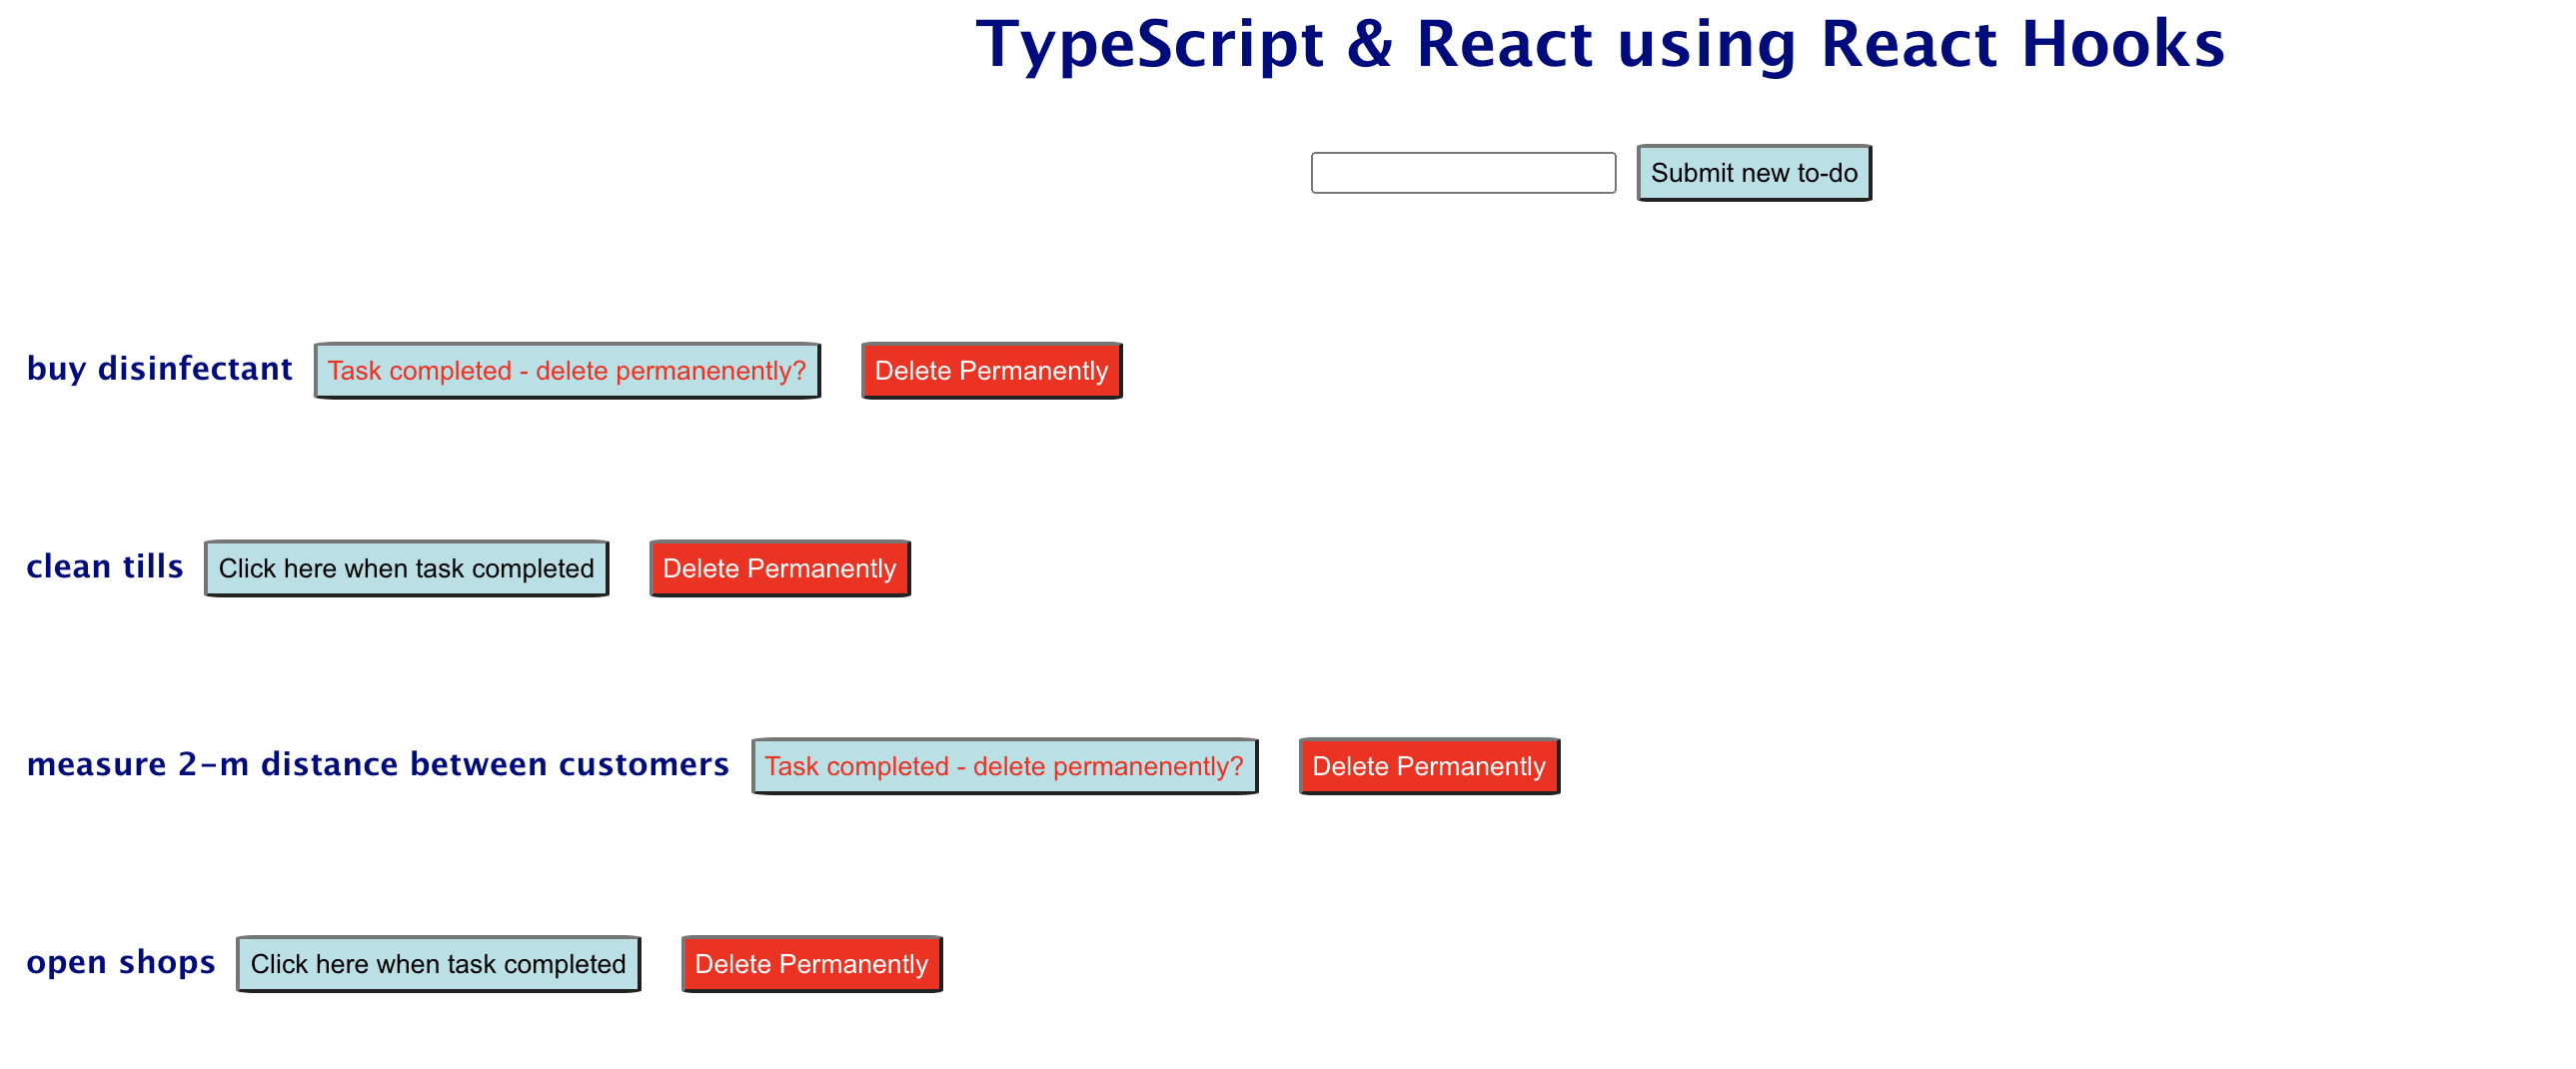 TypeScript & React using React Hooks
Submit new to-do
buy disinfectant Task completed - delete permanenently? Delete Permanently
clean tills Click here when task completed Delete Permanently
measure 2-m distance between customers Task completed - delete permanenently? Delete Permanently
open shops Click here when task completed Delete Permanently